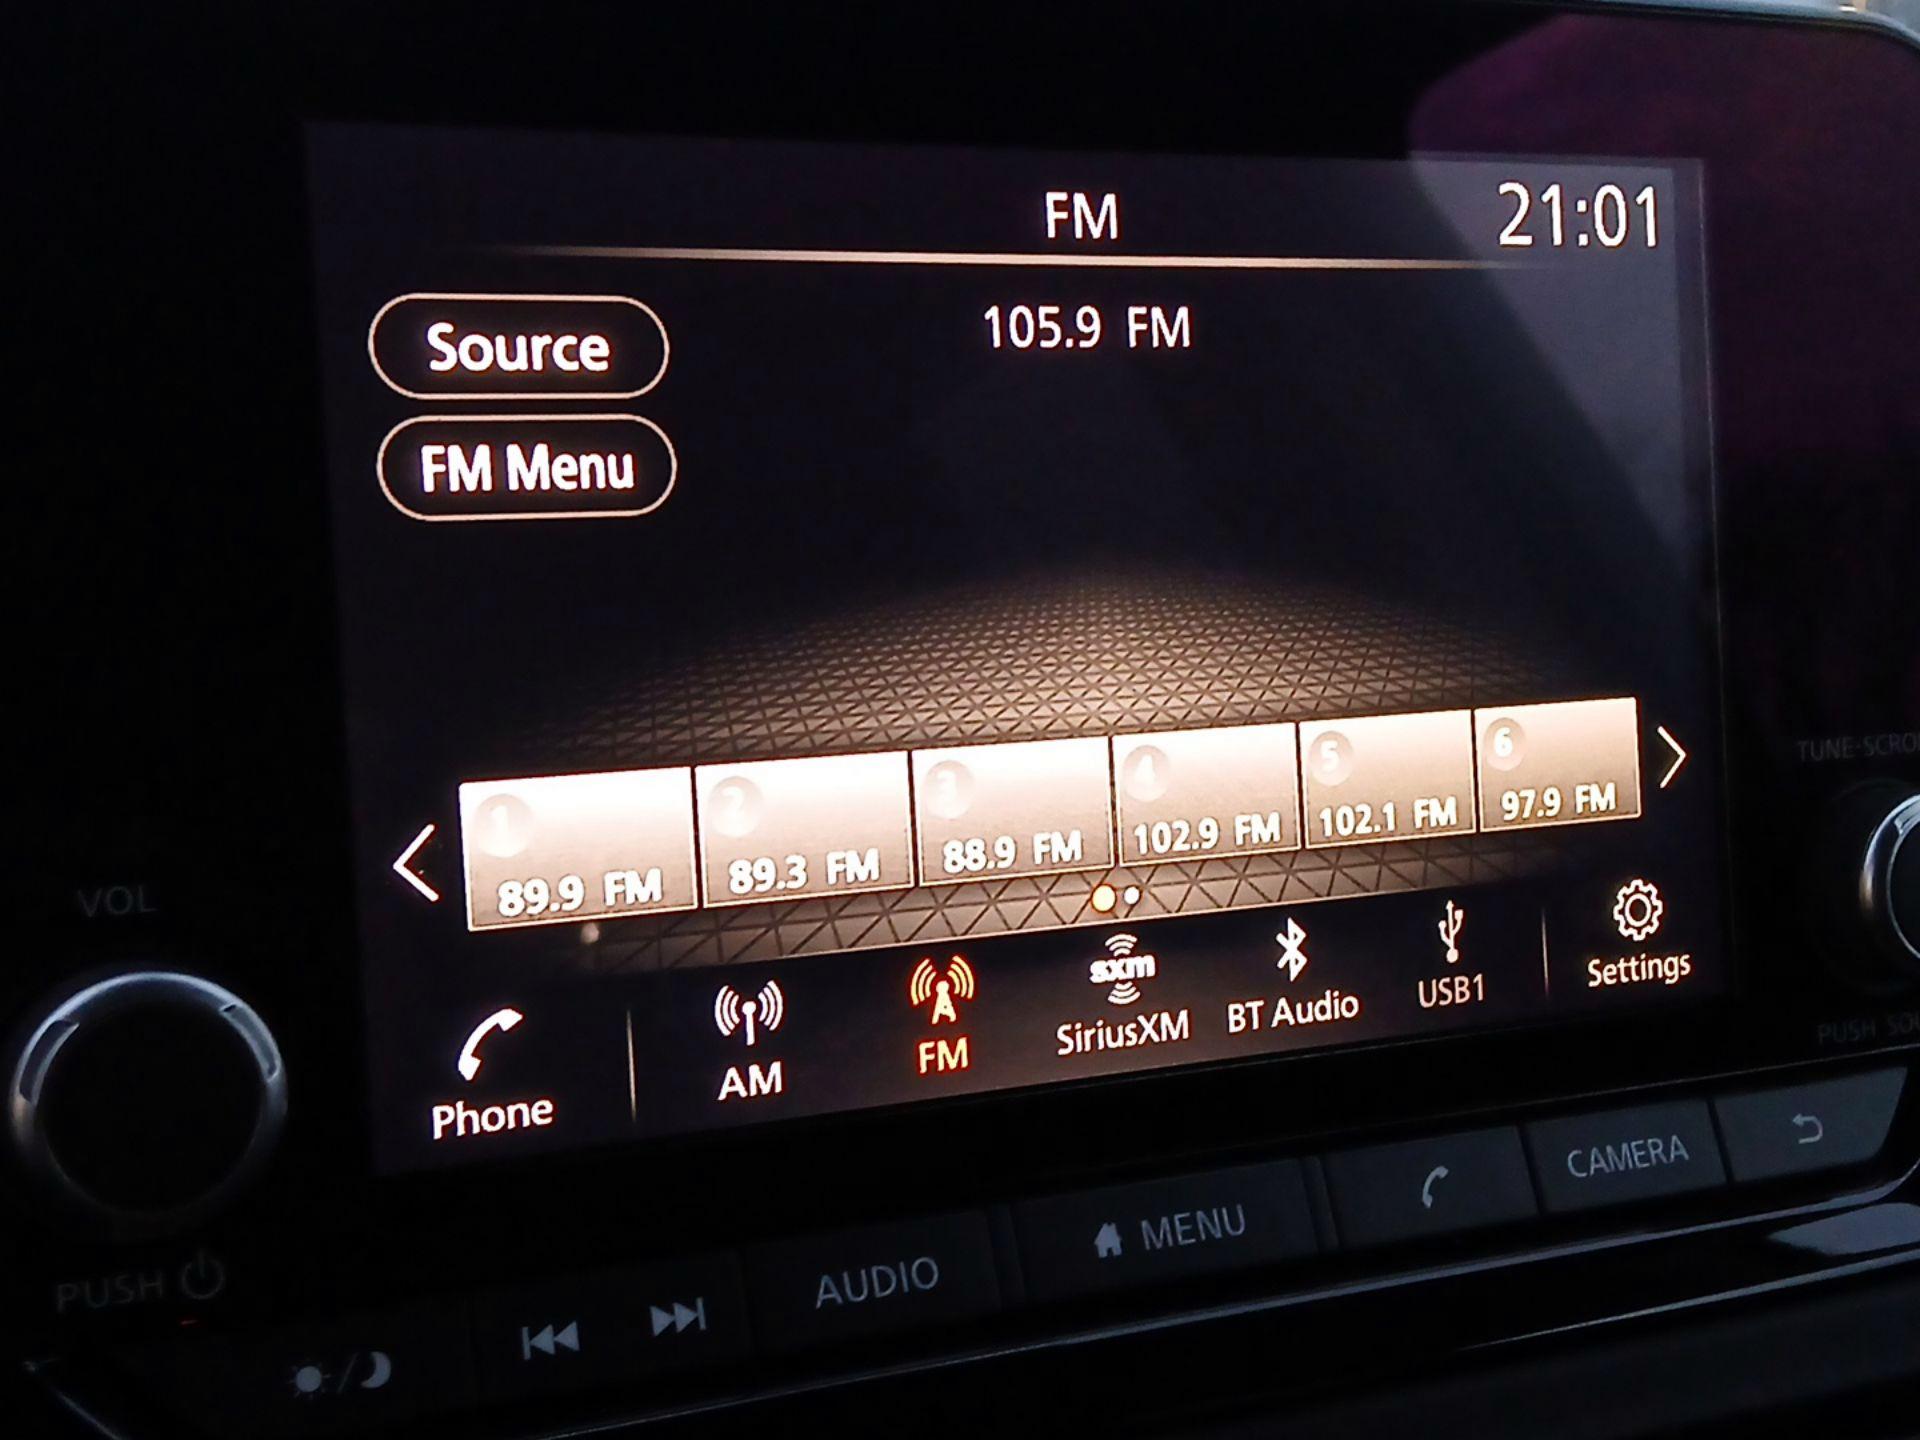 FM
21:01
Source
105.9 FM
FM Menu
1
89.9 FM
2
89.3 FM
3
88.9 FM
4
102.9 FM
5
102.1 FM
6
97.9 FM
Phone
AM
FM
sxm
SiriusXM
BT Audio
USB1
Settings
VOL
PUSH
TUNE·SCRO
PUSH SO
AUDIO
MENU
CAMERA